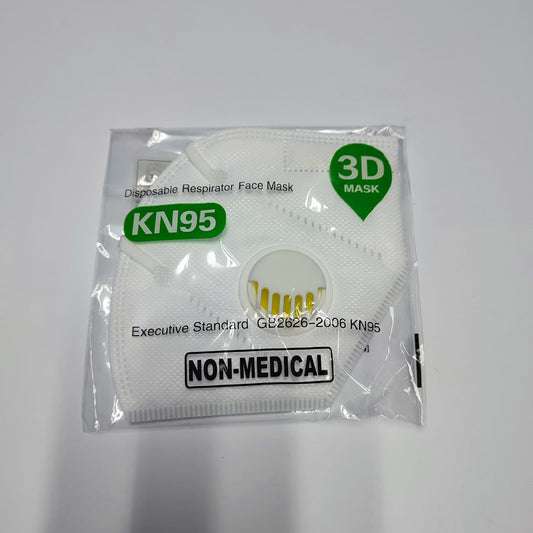 3D
MASK
Disposable Respirator Face Mask
KN95
Executive Standard GB2626-2006 KN95
NON-MEDICAL